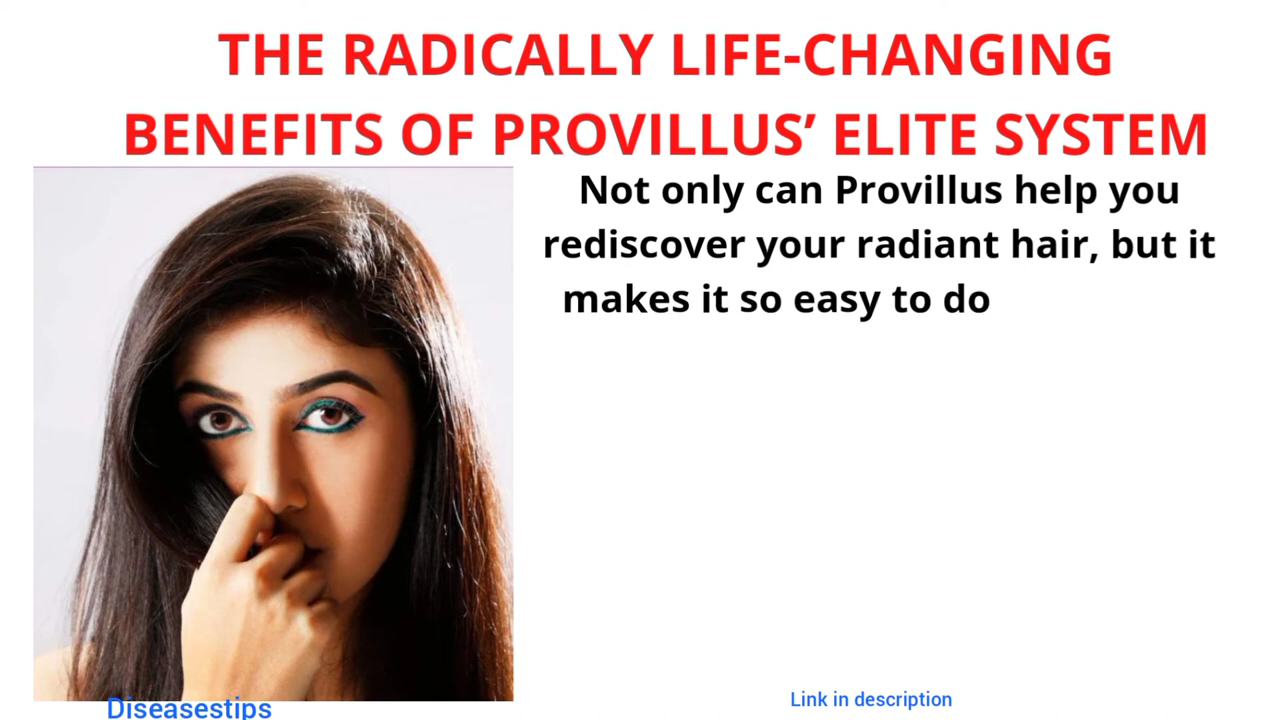 THE RADICALLY LIFE-CHANGING
BENEFITS OF PROVILLUS’ ELITE SYSTEM
Not only can Provillus help you
rediscover your radiant hair, but it
makes it so easy to do
Diseasestips
Link in description